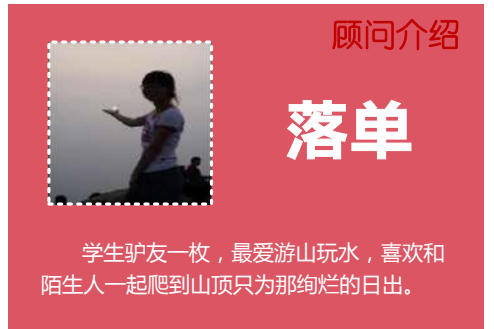 顾问介绍
落单
学生驴友一枚，最爱游山玩水，喜欢和
陌生人一起爬到山顶只为那绚烂的日出。